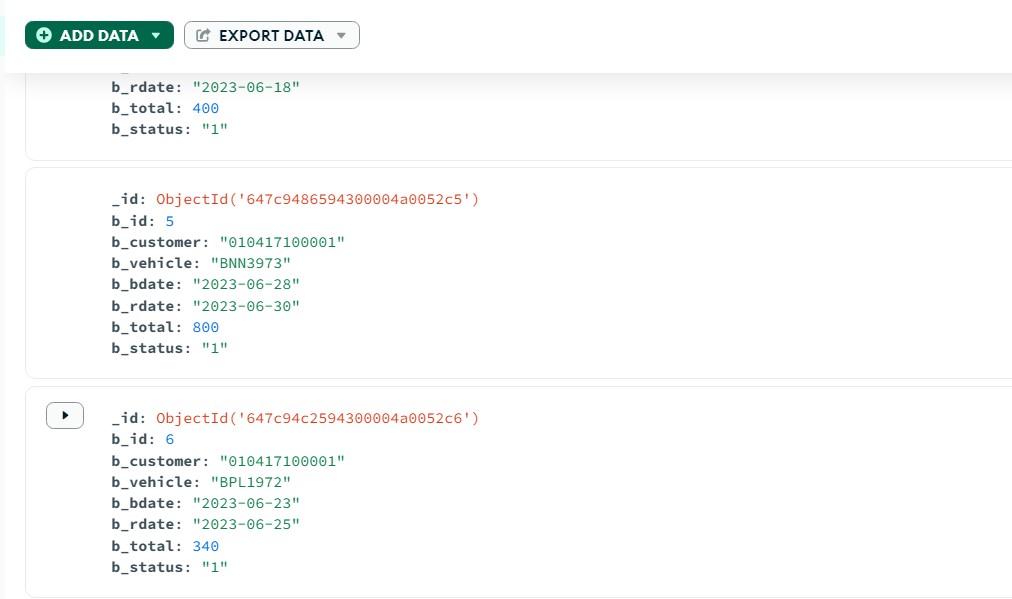 ADD DATA
EXPORT DATA
b_rdate: "2023-06-18"
b_total: 400
b_status: "1"
_id: ObjectId('647c9486594300004a0052c5')
b_id: 5
b_customer: "010417100001"
b_vehicle: "BNN3973"
b_bdate: "2023-06-28"
b_rdate: "2023-06-30"
b_total: 800
b_status: "1"
_id: ObjectId('647c94c2594300004a0052c6')
b_id: 6
b_customer: "010417100001"
b_vehicle: "BPL1972"
b_bdate: "2023-06-23"
b_rdate: "2023-06-25"
b_total: 340
b_status: "1"